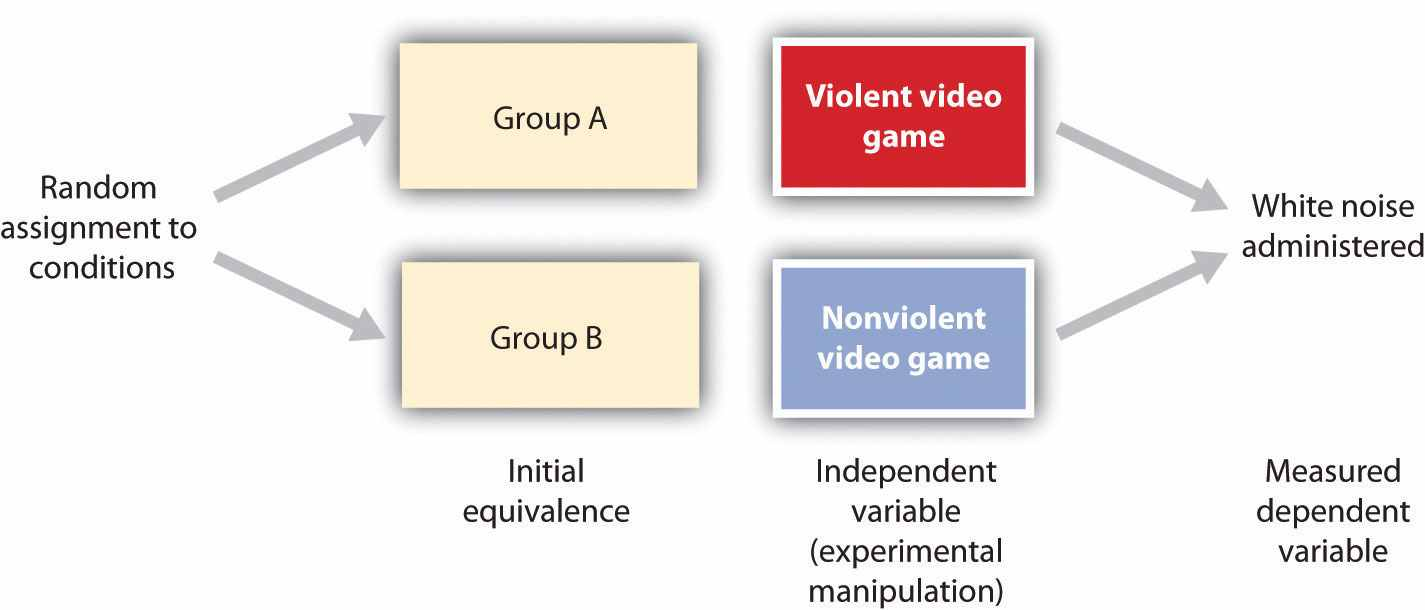 Random
assignment to
conditions
Group A
Group B
Initial
equivalence
Violent video
game
Nonviolent
video game
Independent
variable
(experimental
manipulation)
White noise
administered
Measured
dependent
variable